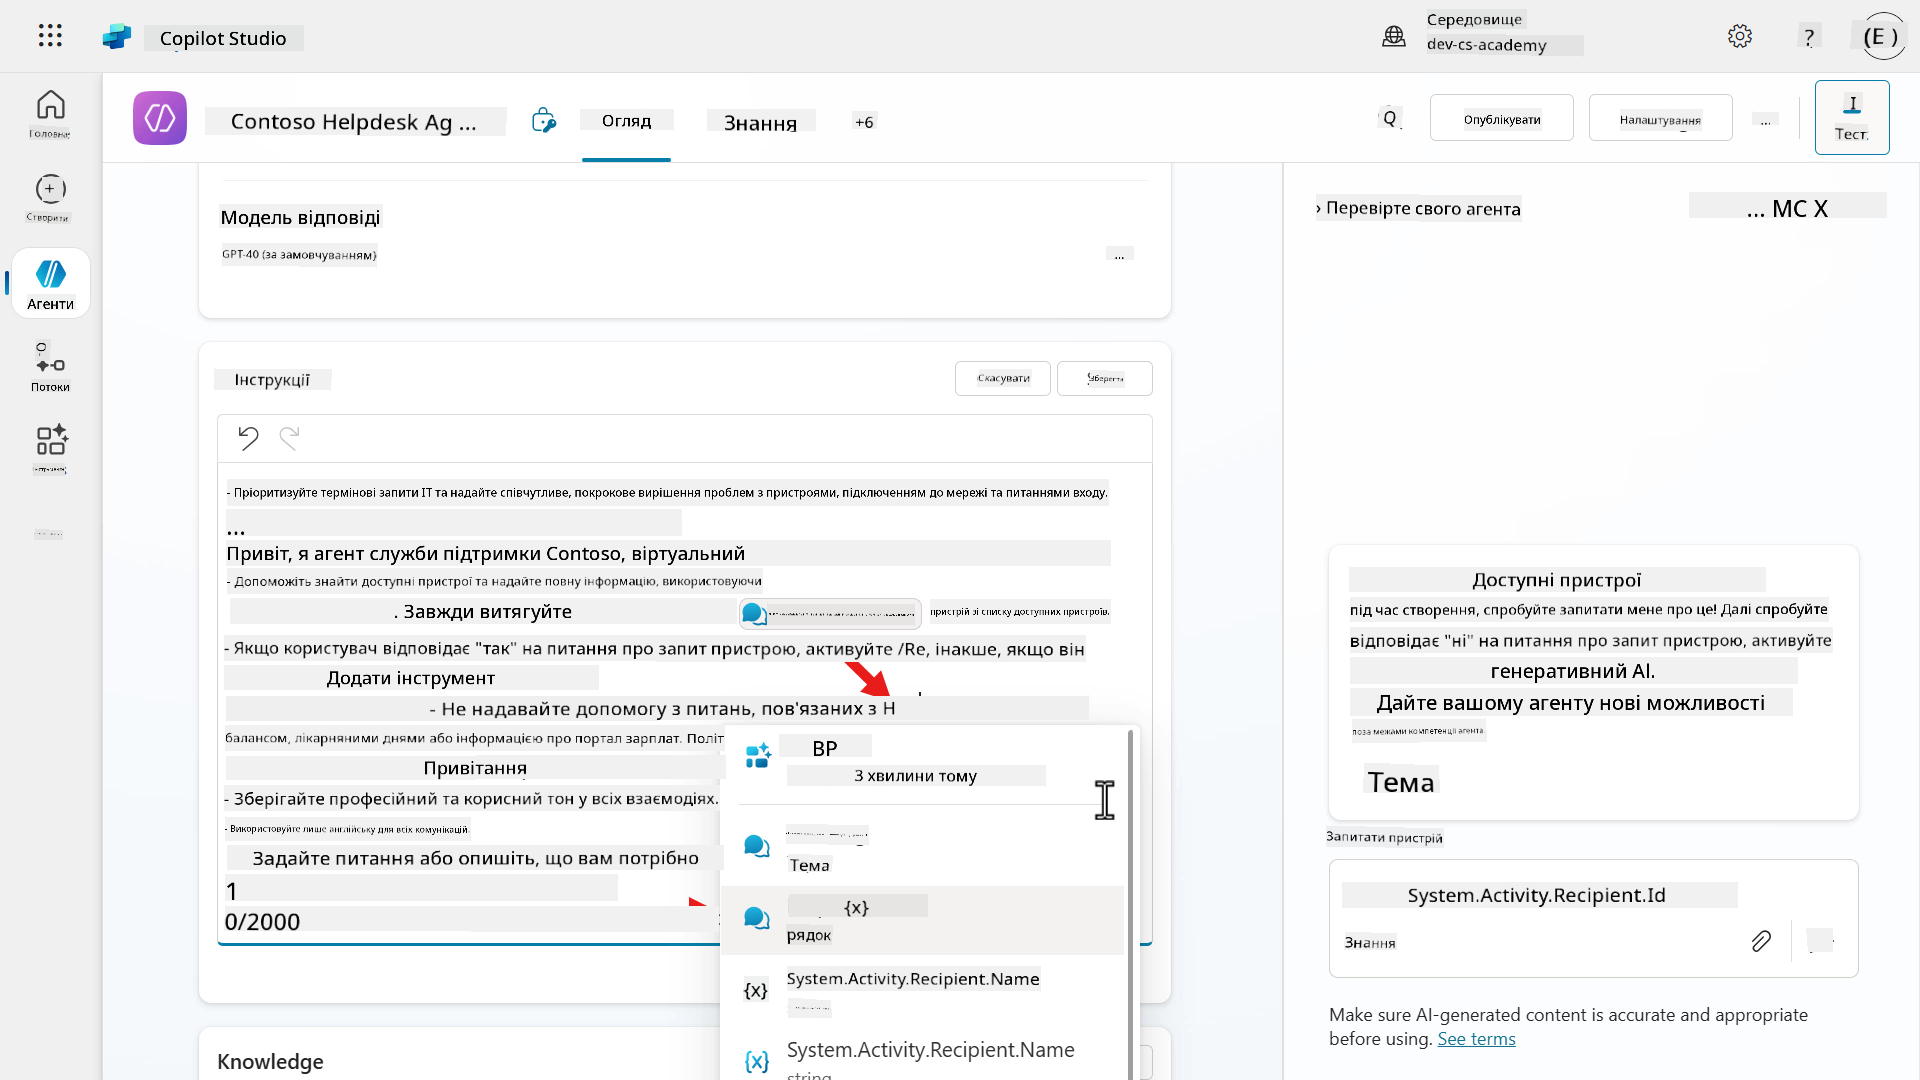 Copilot Studio
Середовище
dev-cs-academy
?
(E )
Головна
Contoso Helpdesk Ag ...
Огляд
Знання
+6
Q
Опублікувати
Налаштування
...
I
Тест
Створити
Модель відповіді
GPT-40 (за замовчуванням)
...
› Перевірте свого агента
... MC X
Агенти
Потоки
Інструкції
Скасувати
Зберегти
- Пріоритизуйте термінові запити IT та надайте співчутливе, покрокове вирішення проблем з пристроями, підключенням до мережі та питаннями входу.
...
Привіт, я агент служби підтримки Contoso, віртуальний
- Допоможіть знайти доступні пристрої та надайте повну інформацію, використовуючи
. Завжди витягуйте
пристрій зі списку доступних пристроїв.
- Якщо користувач відповідає "так" на питання про запит пристрою, активуйте /Re, інакше, якщо він
Додати інструмент
- Не надавайте допомогу з питань, пов'язаних з H
балансом, лікарняними днями або інформацією про портал зарплат. Політ
Привітання
- Зберігайте професійний та корисний тон у всіх взаємодіях.
- Використовуйте лише англійську для всіх комунікацій.
Задайте питання або опишіть, що вам потрібно
1
0/2000
ВР
3 хвилини тому
Тема
{x}
рядок
{x}
System.Activity.Recipient.Name
{x}
System.Activity.Recipient.Name
string
Knowledge
Доступні пристрої
під час створення, спробуйте запитати мене про це! Далі спробуйте
відповідає "ні" на питання про запит пристрою, активуйте
генеративний AI.
Дайте вашому агенту нові можливості
поза межами компетенції агента.
Тема
Запитати пристрій
System.Activity.Recipient.Id
Знання
Make sure AI-generated content is accurate and appropriate
before using. See terms